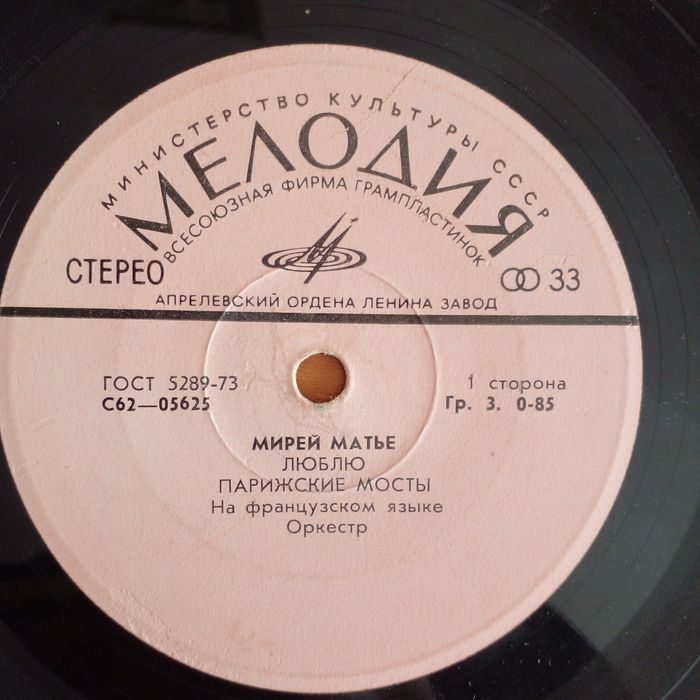 МИНИСТЕРСТВО КУЛЬТУРЫ СССР
МЕЛОДИЯ
ВСЕСОЮЗНАЯ ФИРМА ГРАМПЛАСТИНОК
СТЕРЕО
33
АПРЕЛЕВСКИЙ ОРДЕНА ЛЕНИНА ЗАВОД
ГОСТ 5289-73
1 сторона
С62—05625
Гр. 3. 0-85
МИРЕЙ МАТЬЕ
ЛЮБЛЮ
ПАРИЖСКИЕ МОСТЫ
На французском языке
Оркестр